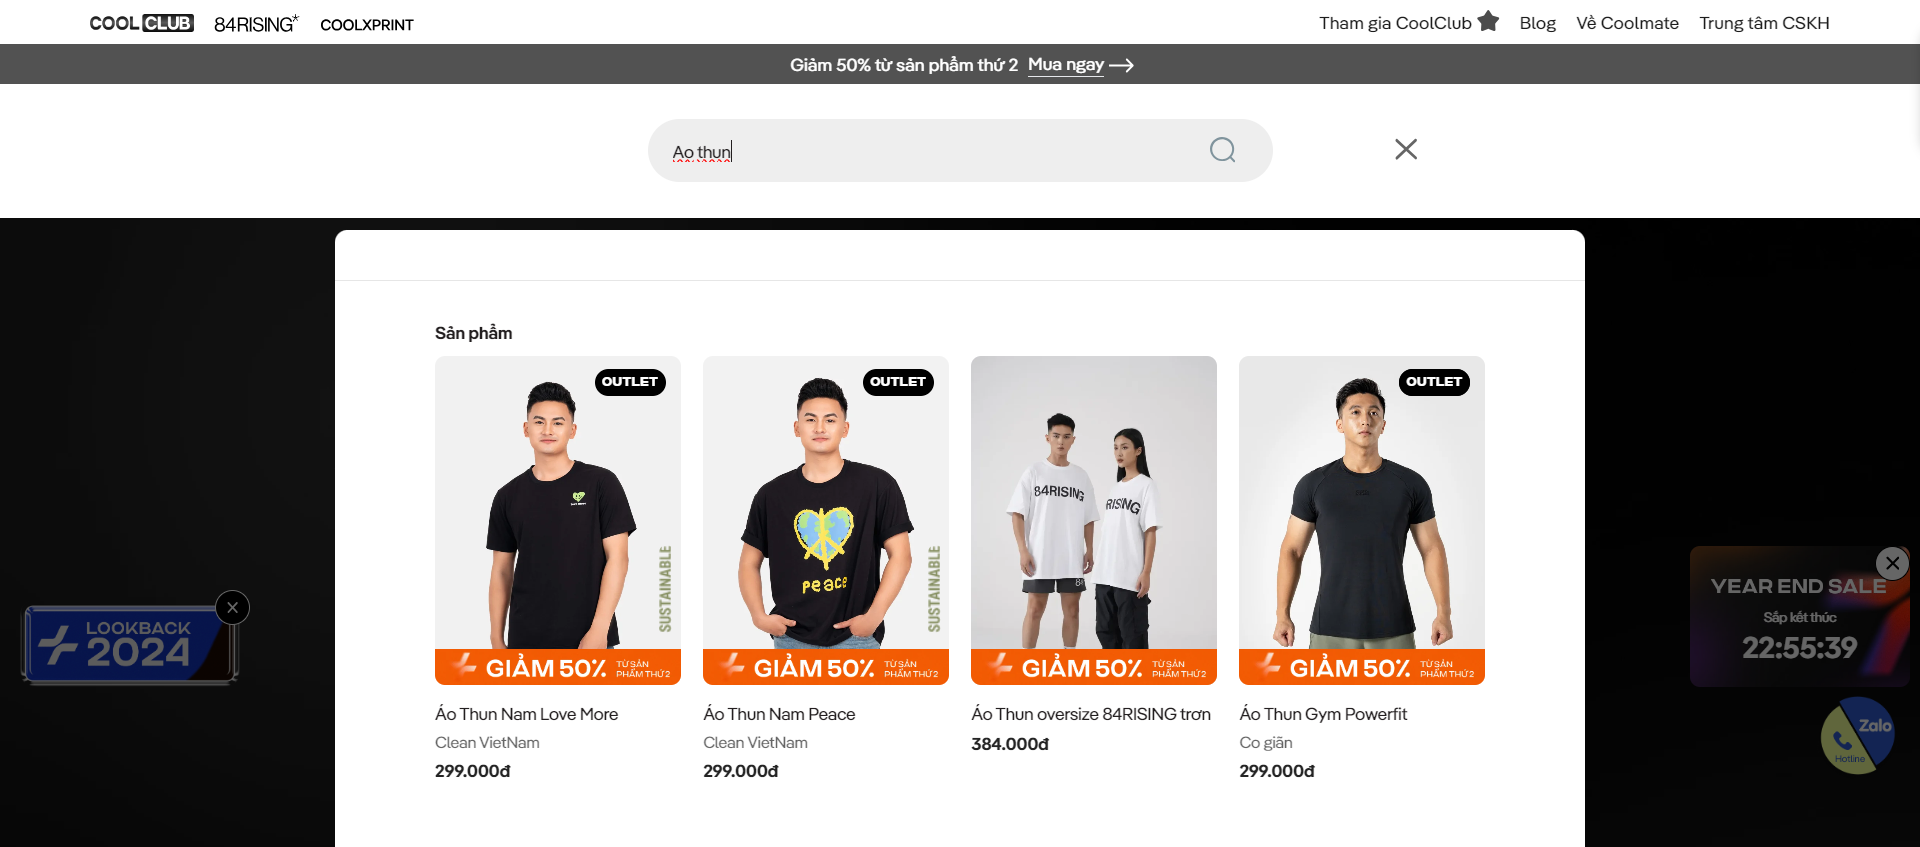 COOLCLUB 84RISING* COOLXPRINT
Tham gia CoolClub Blog Về Coolmate Trung tâm CSKH
Giảm 50% từ sản phẩm thứ 2 Mua ngay
Ao thun
Sản phẩm
OUTLET
SUSTAINABLE
GIẢM 50% TỪ SẢN
PHẨM THỨ 2
Áo Thun Nam Love More
Clean VietNam
299.000đ
OUTLET
Peace
SUSTAINABLE
GIẢM 50% TỪ SẢN
PHẨM THỨ 2
Áo Thun Nam Peace
Clean VietNam
299.000đ
84RISING
RISING
GIẢM 50% TỪ SẢN
PHẨM THỨ 2
Áo Thun oversize 84RISING trơn
384.000đ
OUTLET
GIẢM 50% TỪ SẢN
PHẨM THỨ 2
Áo Thun Gym Powerfit
Co giãn
299.000đ
LOOKBACK
2024
YEAR END SALE
Sắp kết thúc
22:55:39
Zalo
Hotline